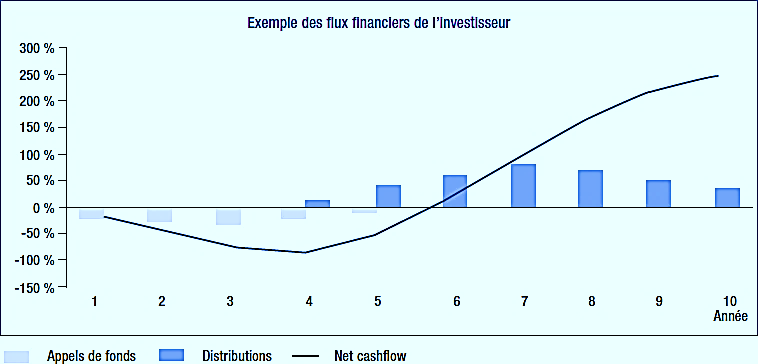 Exemple des flux financiers de l'investisseur
300 %
250 %
200 %
150 %
100 %
50 %
0 %
-50 %
-100 %
-150 %
1 2 3 4 5 6 7 8 9 10
Année
Appels de fonds Distributions Net cashflow